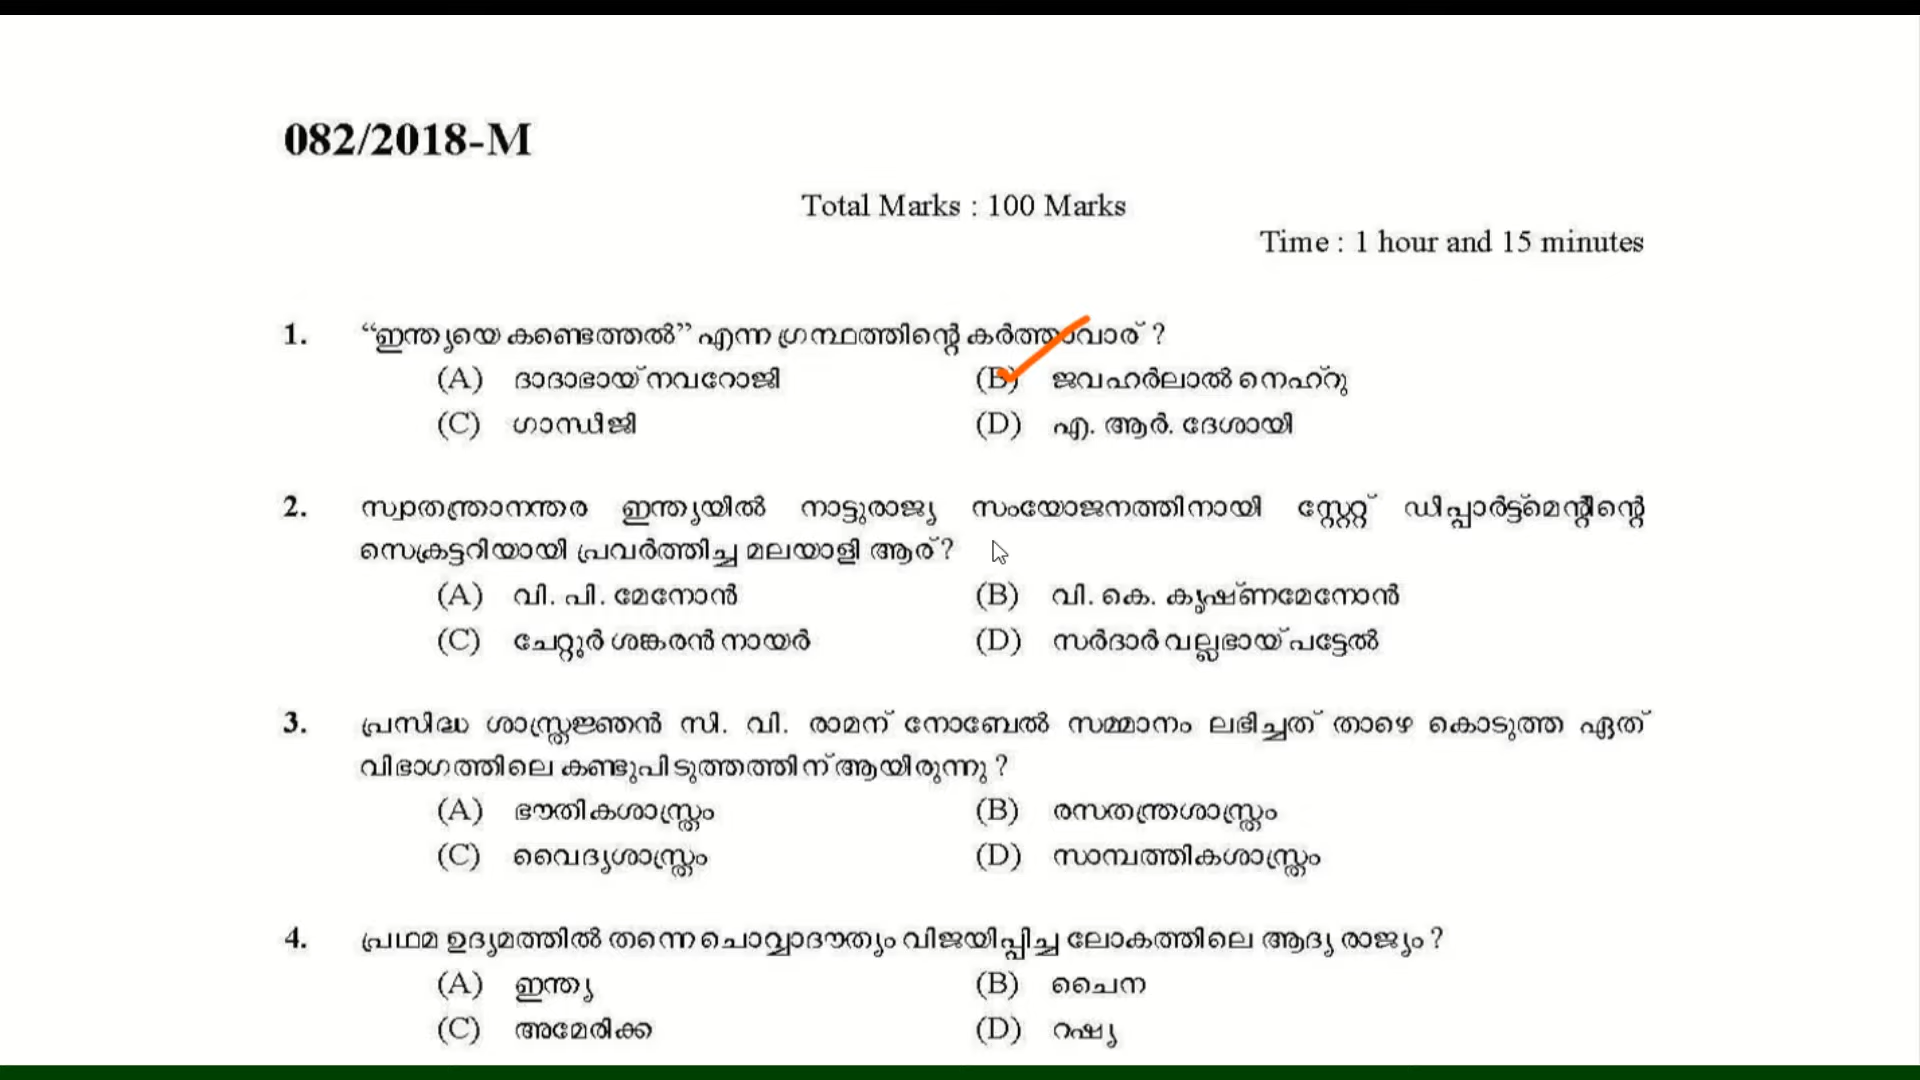 082/2018-M
Total Marks : 100 Marks
Time : 1 hour and 15 minutes
1. “ഇന്ത്യയെ കണ്ടെത്തൽ” എന്ന ഗ്രന്ഥത്തിന്റെ കർത്താവാര് ?
(A) ദാദാഭായ് നവറോജി (B) ജവഹർലാൽ നെഹ്റു
(C) ഗാന്ധിജി (D) എ. ആർ. ദേശായി
2. സ്വാതന്ത്രാനന്തര ഇന്ത്യയിൽ നാട്ടുരാജ്യ സംയോജനത്തിനായി സ്റ്റേറ്റ് ഡിപ്പാർട്ട്മെന്റിന്റെ
സെക്രട്ടറിയായി പ്രവർത്തിച്ച മലയാളി ആര് ?
(A) വി. പി. മേനോൻ (B) വി. കെ. കൃഷ്ണമേനോൻ
(C) ചേറ്റൂർ ശങ്കരൻ നായർ (D) സർദാർ വല്ലഭായ് പട്ടേൽ
3. പ്രസിദ്ധ ശാസ്ത്രജ്ഞൻ സി. വി. രാമന് നോബേൽ സമ്മാനം ലഭിച്ചത് താഴെ കൊടുത്ത ഏത്
വിഭാഗത്തിലെ കണ്ടുപിടുത്തത്തിന് ആയിരുന്നു ?
(A) ഭൗതികശാസ്ത്രം (B) രസതന്ത്രശാസ്ത്രം
(C) വൈദ്യശാസ്ത്രം (D) സാമ്പത്തികശാസ്ത്രം
4. പ്രഥമ ഉദ്യമത്തിൽ തന്നെ ചൊവ്വാദൗത്യം വിജയിപ്പിച്ച ലോകത്തിലെ ആദ്യ രാജ്യം ?
(A) ഇന്ത്യ (B) ചൈന
(C) അമേരിക്ക (D) റഷ്യ